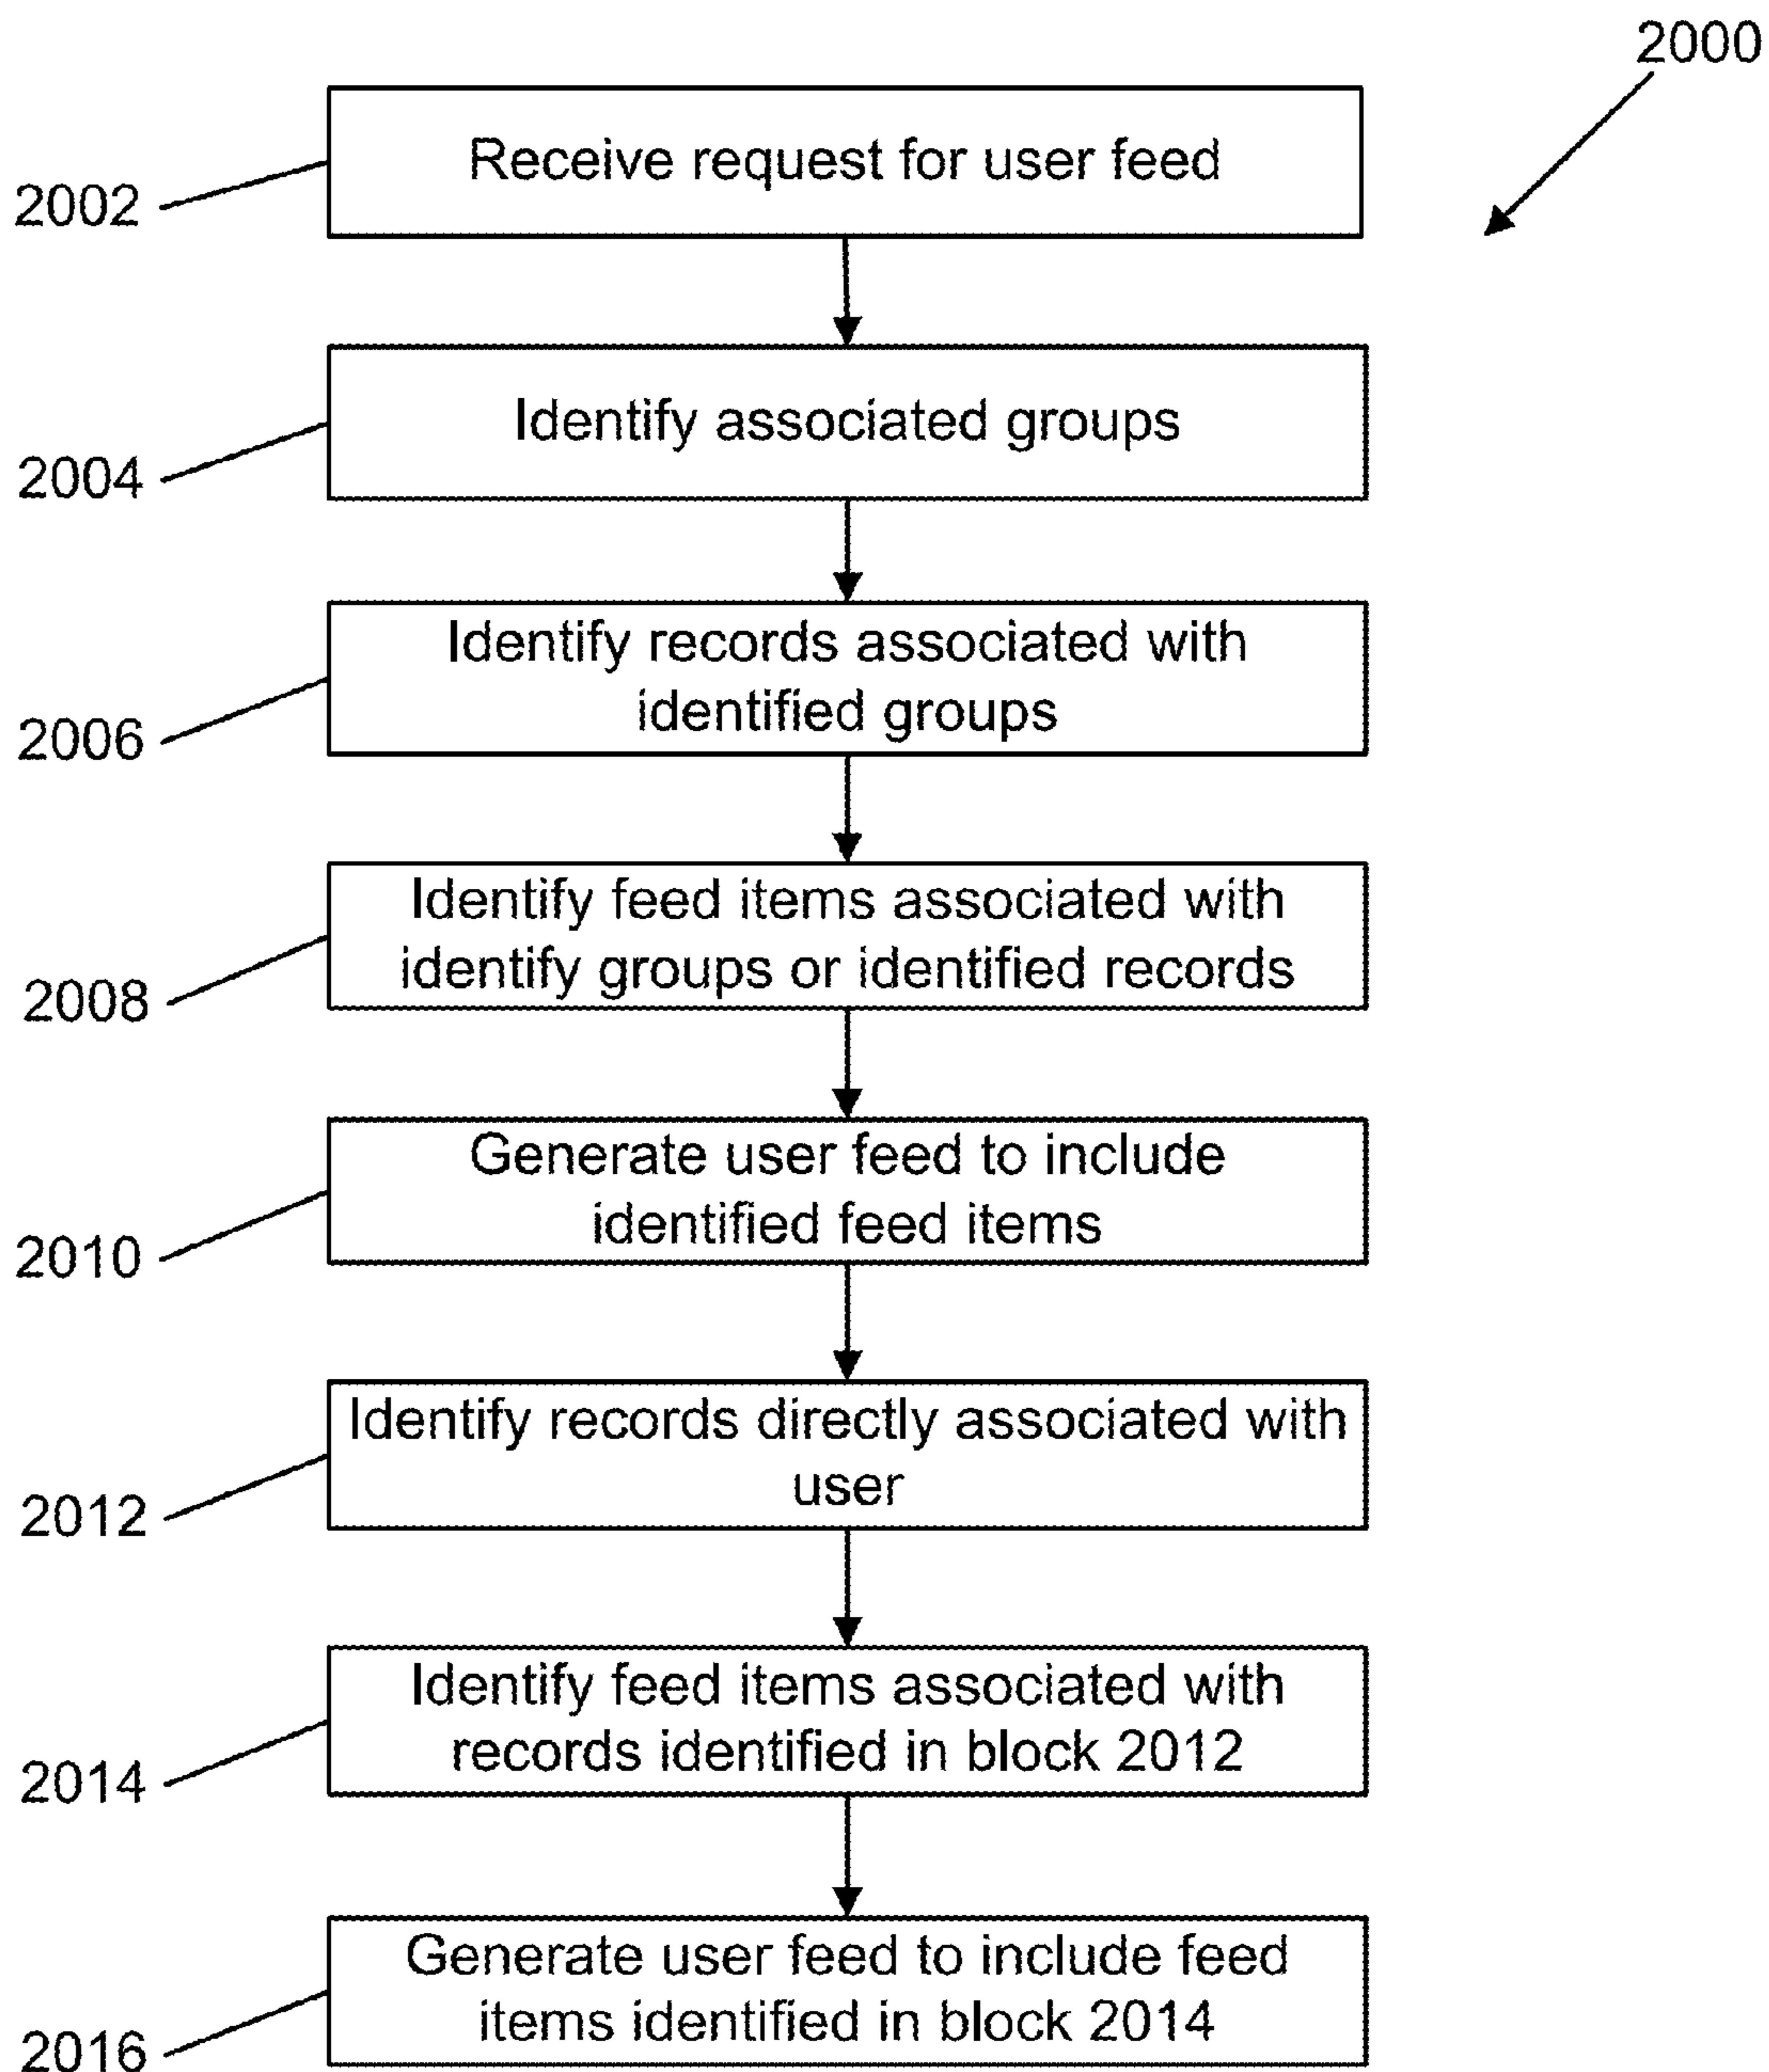 2000
Receive request for user feed
2002
Identify associated groups
2004
Identify records associated with
identified groups
2006
Identify feed items associated with
identify groups or identified records
2008
Generate user feed to include
identified feed items
2010
Identify records directly associated with
user
2012
Identify feed items associated with
records identified in block 2012
2014
Generate user feed to include feed
items identified in block 2014
2016